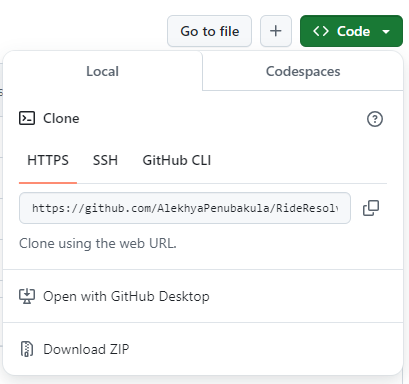 Go to file
+
<> Code
Local
Codespaces
Clone
HTTPS
SSH
GitHub CLI
https://github.com/AlekhyaPenubakula/RideResolv
Clone using the web URL.
Open with GitHub Desktop
Download ZIP